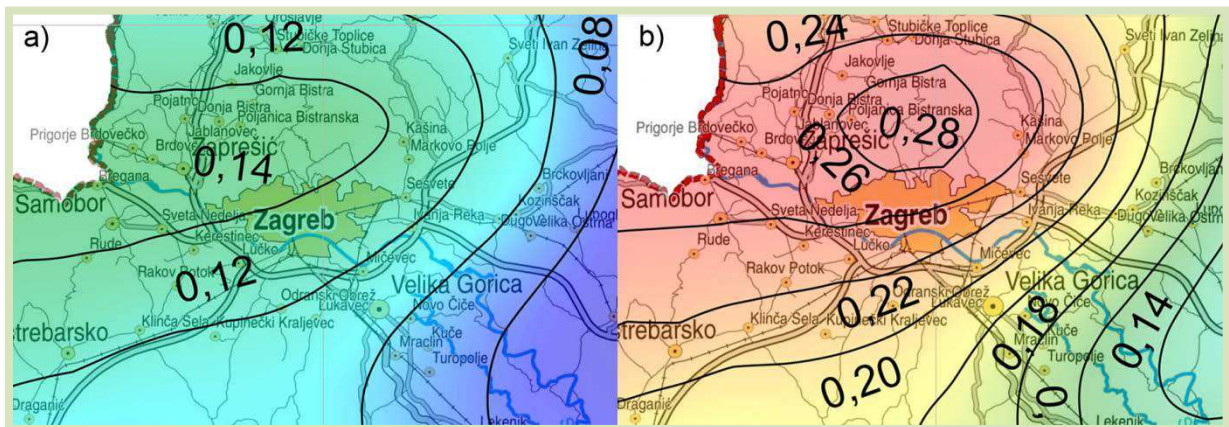 a)
Oroslavje
Stubičke Toplice
0,12
Donja Stubica
Sveti Ivan Zelina
0,08
Jakovlje
Gornja Bistra
Pojatno
Donja Bistra
Poljanica Bistranska
Prigorje Brdovečko
Jablanovec
Kašina
Brdovec
Zaprešić
Markovo Polje
0,14
Bregana
Sesvete
Brckovljani
Samobor
Božjakovina
Kozinščak
Sveta Nedelja
Zagreb
Ivanja Reka
Dugo
Velika Ostrna
Rude
Kerestinec
Lučko
Mičevec
Rakov Potok
0,12
Velika Gorica
Odranski Obrež
Novo Čiče
Lukavec
Klinča Sela
Kupinečki Kraljevec
strebarsko
Kuče
Mraclin
Turopolje
Draganić
Lekenik
b)
0,24
Stubičke Toplice
Donja Stubica
Sveti Ivan Zelina
Jakovlje
Gornja Bistra
Pojatno
Donja Bistra
Poljanica Bistranska
0,28
Prigorje Brdovečko
Jablanovec
Kašina
Brdovec
Zaprešić
0,26
Markovo Polje
Bregana
Sesvete
Brckovljani
Samobor
Kozinščak
Sveta Nedelja
Zagreb
Ivanja Reka
Dugo
Velika Ostrna
Rude
Kerestinec
Lučko
Mičevec
Rakov Potok
0,22
Velika Gorica
Odranski Obrež
Novo Čiče
Lukavec
0,18
0,14
Klinča Sela
Kupinečki Kraljevec
strebarsko
Kuče
Mraclin
Turopolje
0,20
0,
Draganić
Lekenik